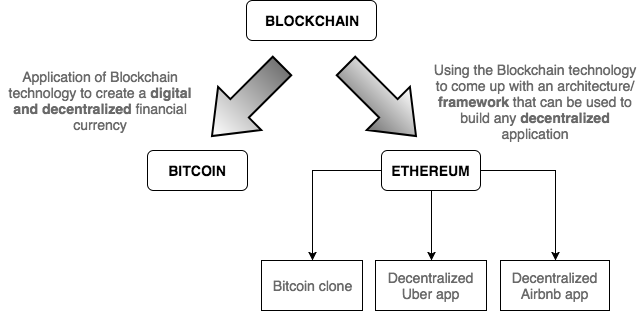 BLOCKCHAIN
Application of Blockchain
technology to create a digital
and decentralized financial
currency
Using the Blockchain technology
to come up with an architecture/
framework that can be used to
build any decentralized
application
BITCOIN
ETHEREUM
Bitcoin clone
Decentralized
Uber app
Decentralized
Airbnb app